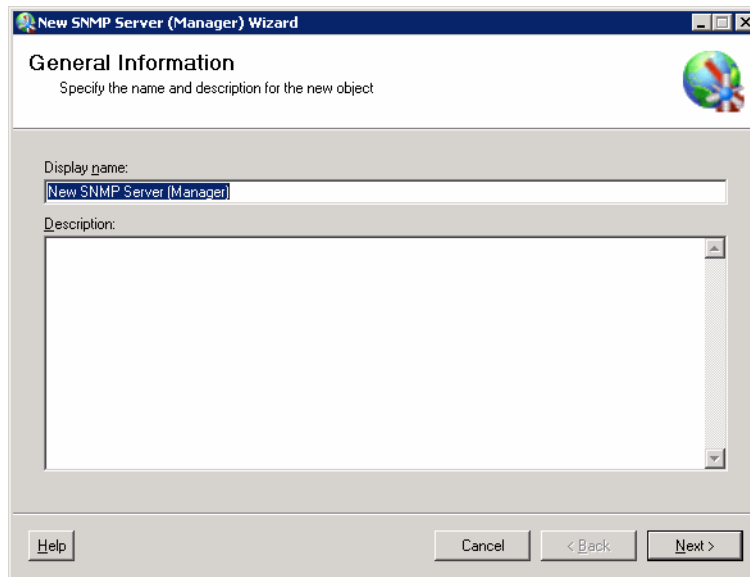 New SNMP Server (Manager) Wizard
General Information
Specify the name and description for the new object
Display name:
New SNMP Server (Manager)
Description:
Help
Cancel
< Back
Next >